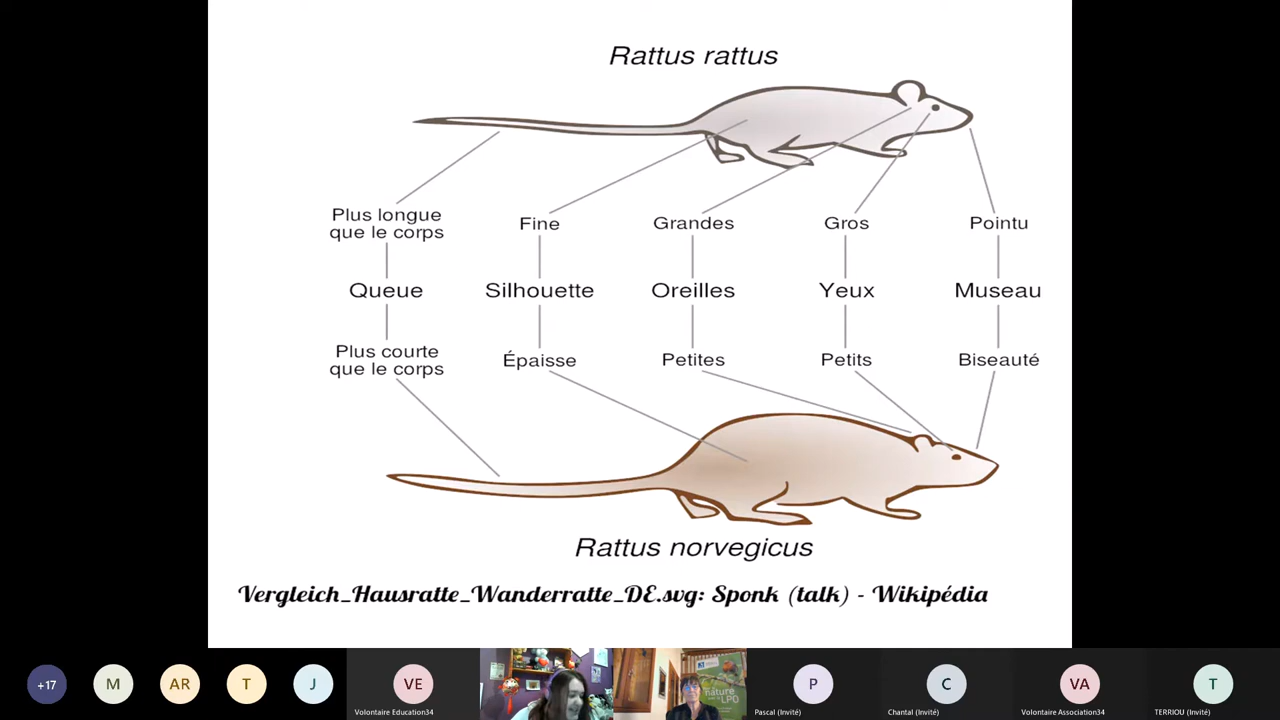 Rattus rattus
Plus longue
que le corps
Fine
Grandes
Gros
Pointu
Queue
Silhouette
Oreilles
Yeux
Museau
Plus courte
que le corps
Épaisse
Petites
Petits
Biseauté
Rattus norvegicus
Vergleich_Hausratte_Wanderratte_DE.svg: Sponk (talk) - Wikipédia
+17
M
AR
T
J
VE
Volontaire Education34
nature
LPO
P
Pascal (Invité)
C
Chantal (Invité)
VA
Volontaire Association34
T
TERRIOU (Invité)